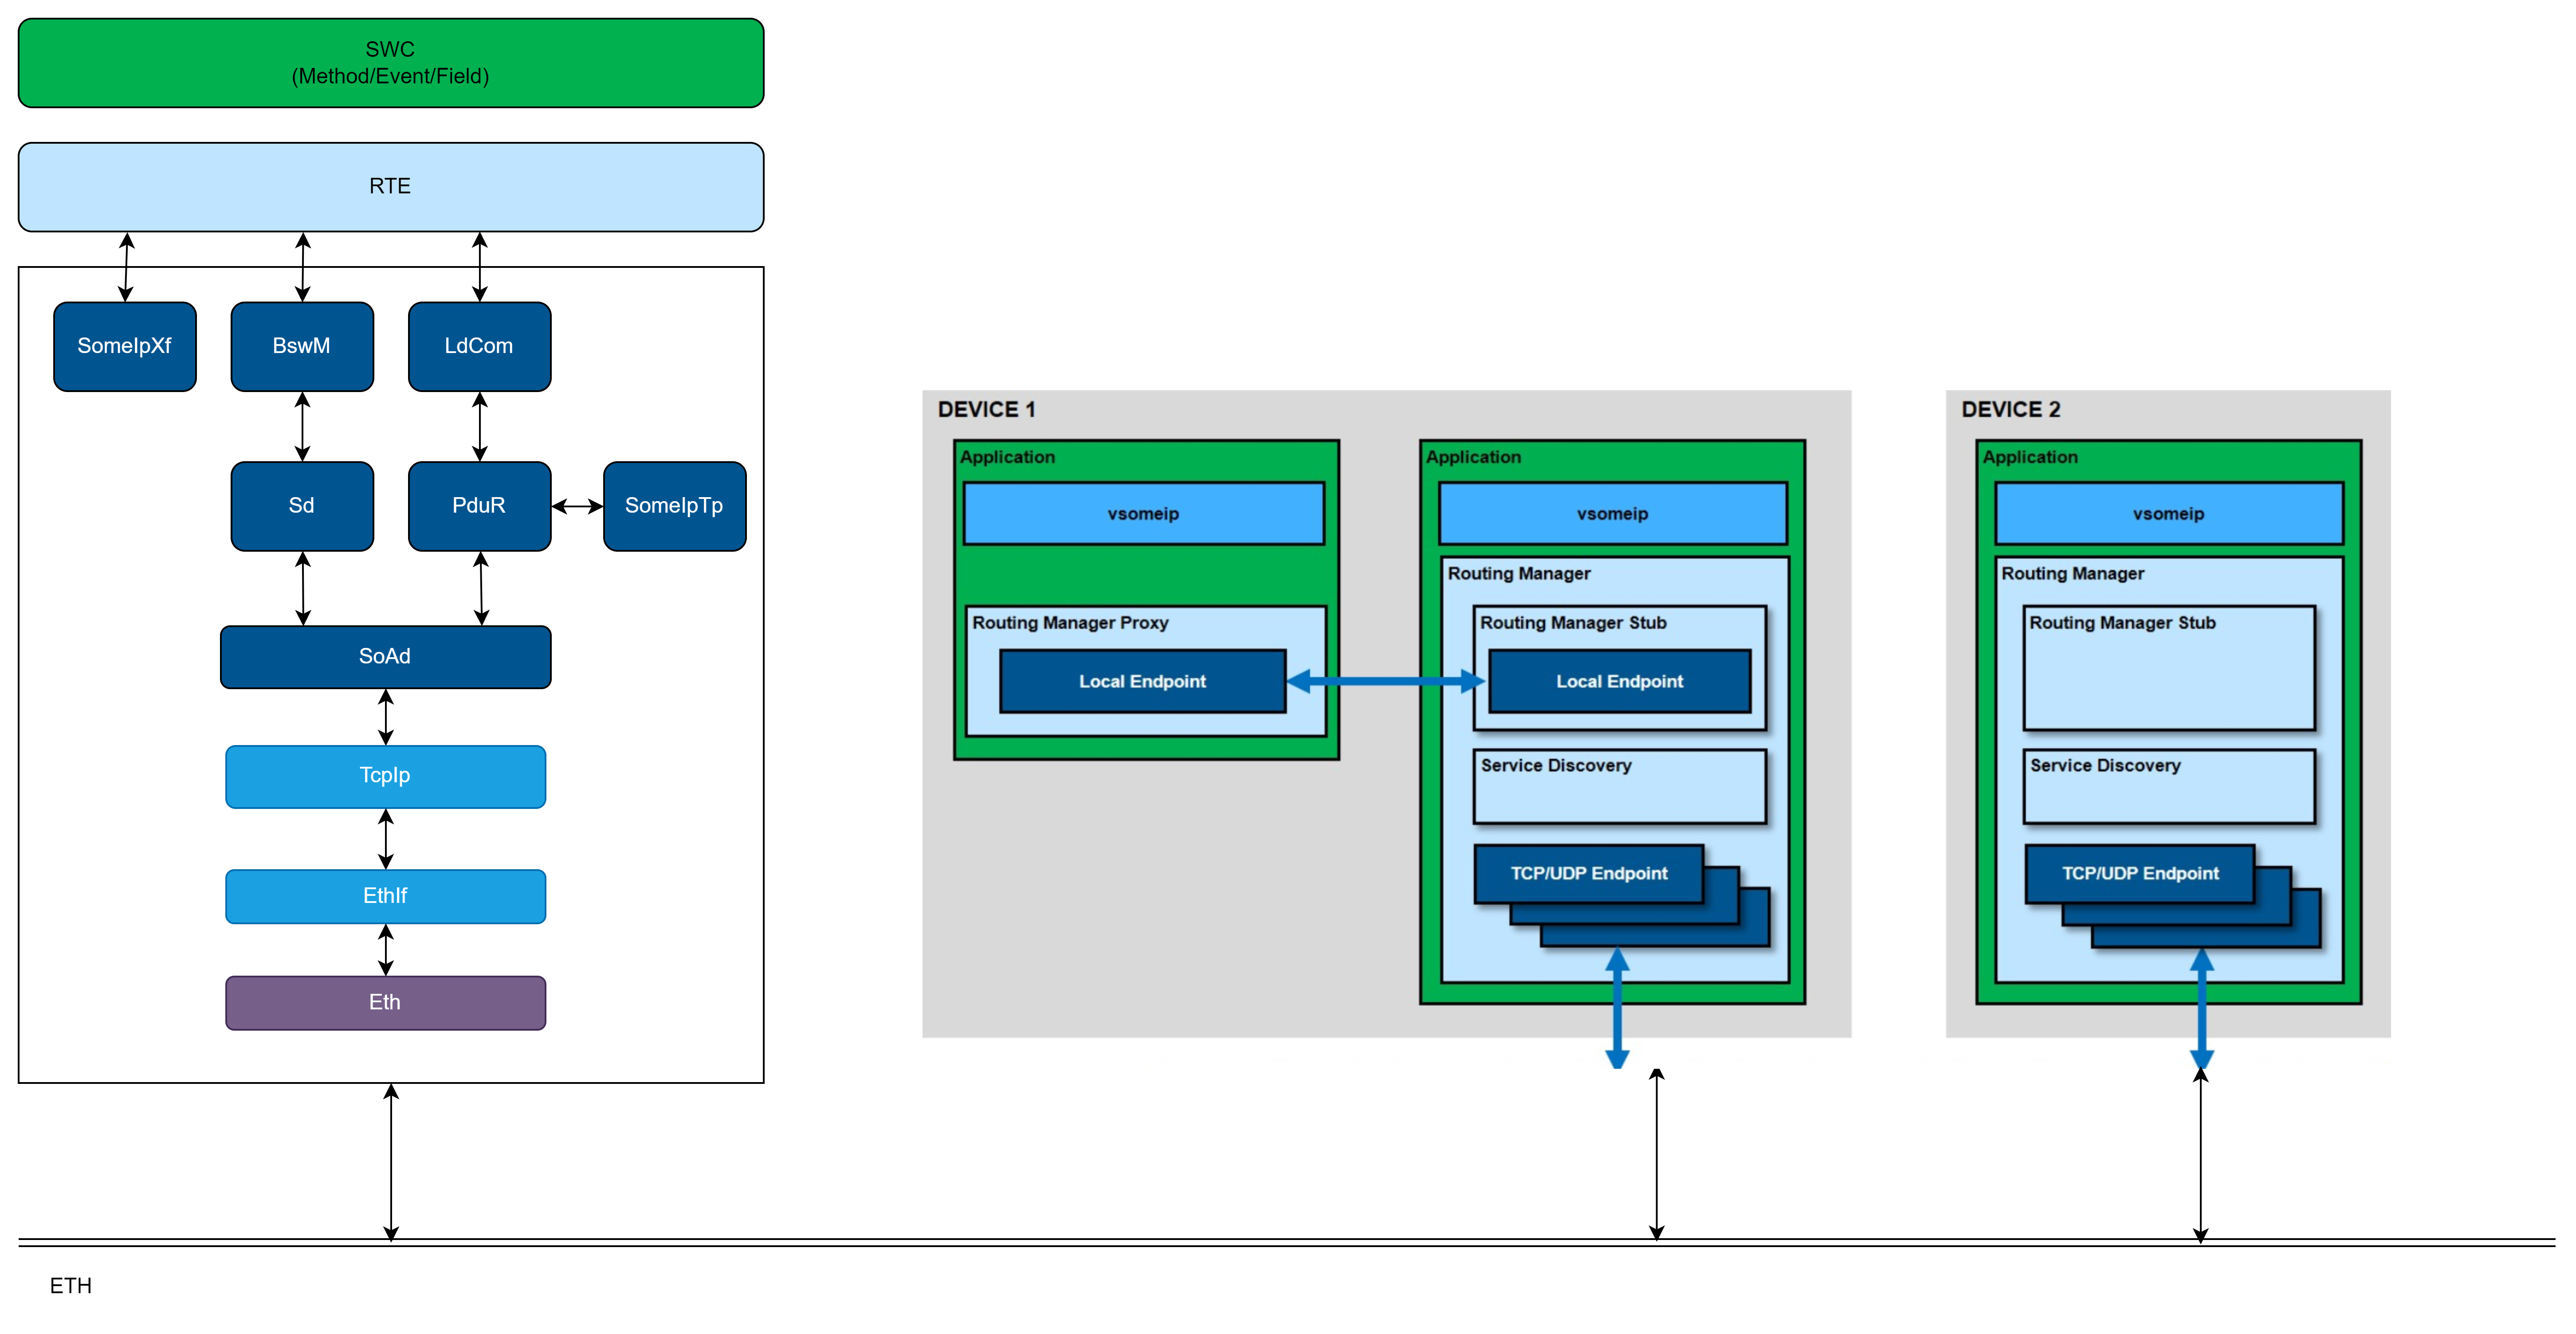 SWC
(Method/Event/Field)
RTE
SomeIpXf
BswM
LdCom
Sd
PduR
SomeIpTp
SoAd
TcpIp
EthIf
Eth
DEVICE 1
Application
vsomeip
Routing Manager Proxy
Local Endpoint
Application
vsomeip
Routing Manager
Routing Manager Stub
Local Endpoint
Service Discovery
TCP/UDP Endpoint
DEVICE 2
Application
vsomeip
Routing Manager
Routing Manager Stub
Service Discovery
TCP/UDP Endpoint
ETH